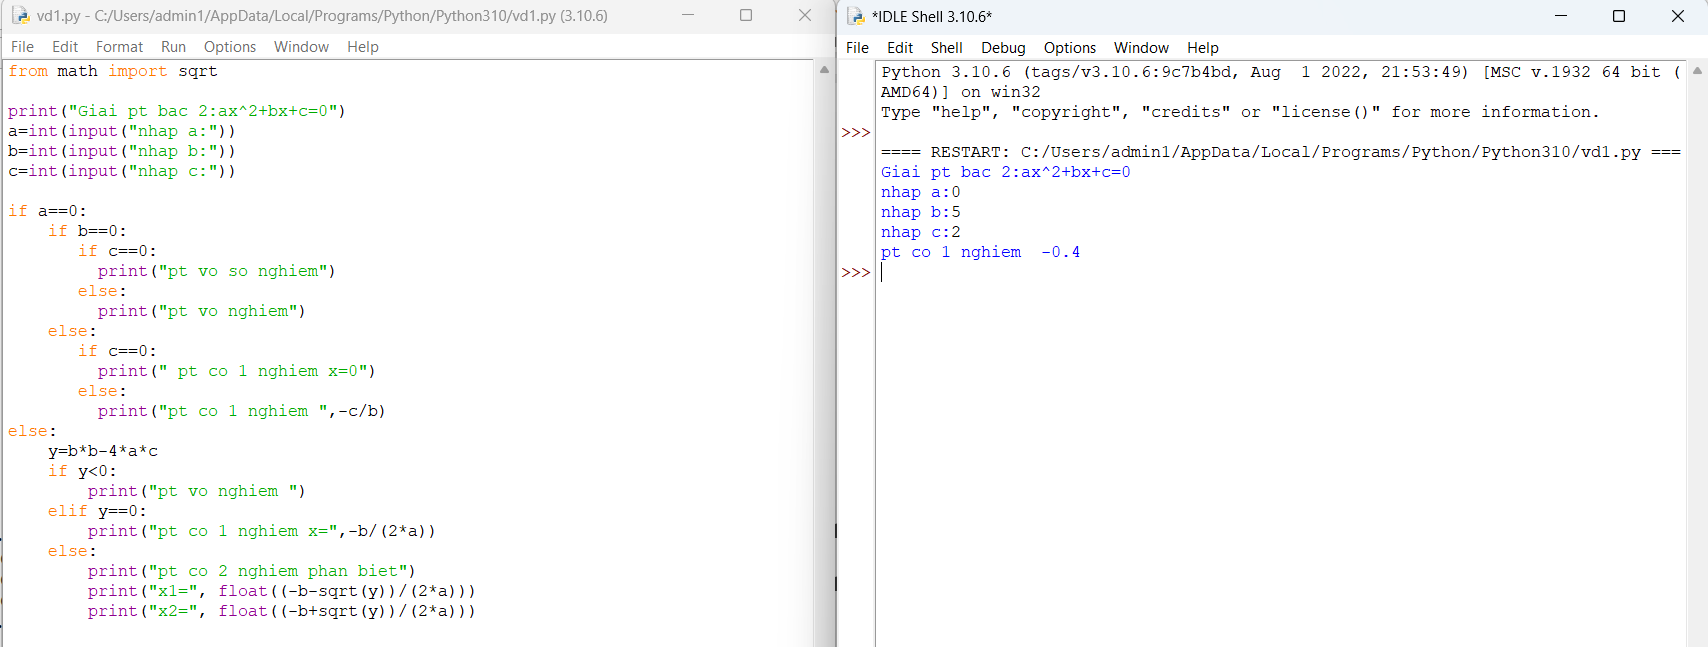 vd1.py - C:/Users/admin1/AppData/Local/Programs/Python/Python310/vd1.py (3.10.6)
File Edit Format Run Options Window Help
from math import sqrt
print("Giai pt bac 2:ax^2+bx+c=0")
a=int(input("nhap a:"))
b=int(input("nhap b:"))
c=int(input("nhap c:"))
if a==0:
    if b==0:
       if c==0:
         print("pt vo so nghiem")
       else:
         print("pt vo nghiem")
    else:
       if c==0:
         print(" pt co 1 nghiem x=0")
       else:
         print("pt co 1 nghiem ",-c/b)
else:
    y=b*b-4*a*c
    if y<0:
        print("pt vo nghiem ")
    elif y==0:
        print("pt co 1 nghiem x=",-b/(2*a))
    else:
        print("pt co 2 nghiem phan biet")
        print("x1=", float((-b-sqrt(y))/(2*a)))
        print("x2=", float((-b+sqrt(y))/(2*a)))
*IDLE Shell 3.10.6*
File Edit Shell Debug Options Window Help
Python 3.10.6 (tags/v3.10.6:9c7b4bd, Aug  1 2022, 21:53:49) [MSC v.1932 64 bit (
AMD64)] on win32
Type "help", "copyright", "credits" or "license()" for more information.
>>>
==== RESTART: C:/Users/admin1/AppData/Local/Programs/Python/Python310/vd1.py ===
Giai pt bac 2:ax^2+bx+c=0
nhap a:0
nhap b:5
nhap c:2
pt co 1 nghiem  -0.4
>>>